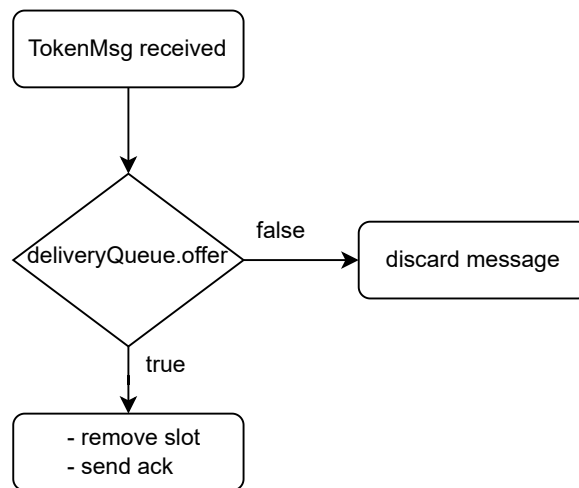 TokenMsg received
deliveryQueue.offer
false
discard message
true
- remove slot
- send ack